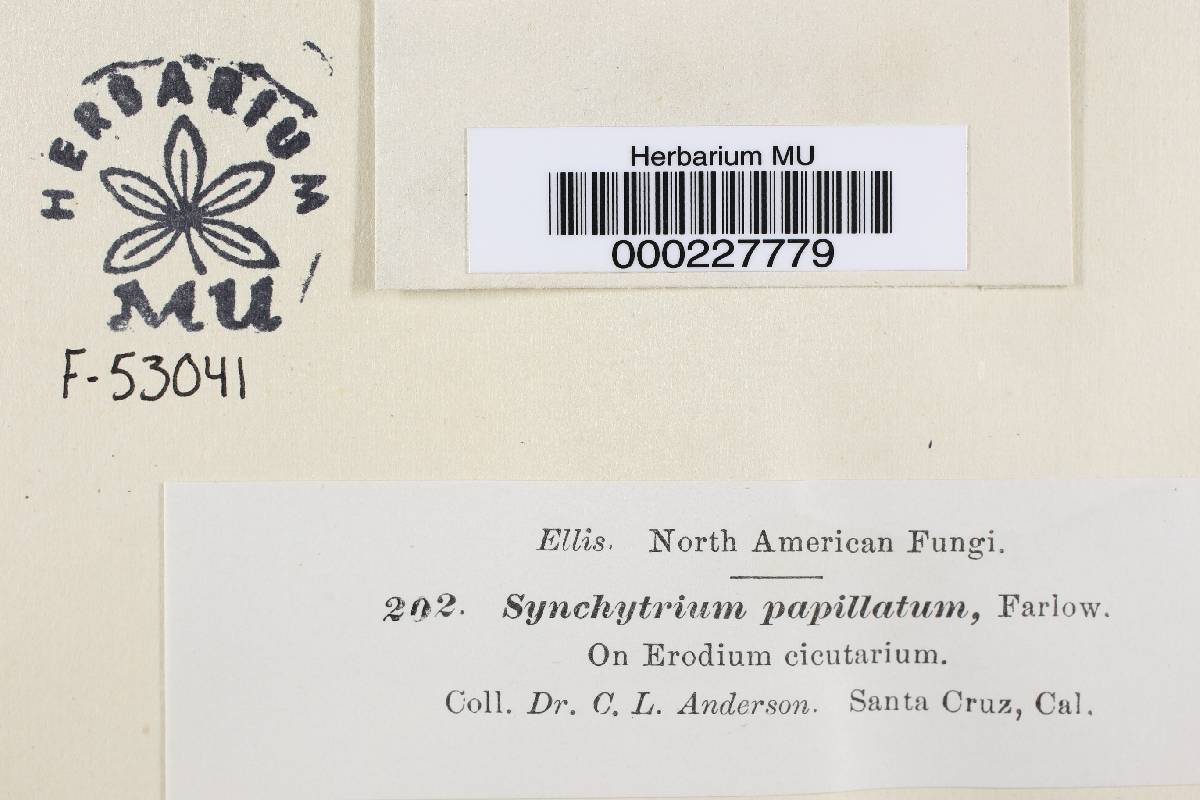 HERBARIUM
MU
F-53041
Herbarium MU
000227779
Ellis. North American Fungi.
202. Synchytrium papillatum, Farlow.
On Erodium cicutarium.
Coll. Dr. C. L. Anderson. Santa Cruz, Cal.